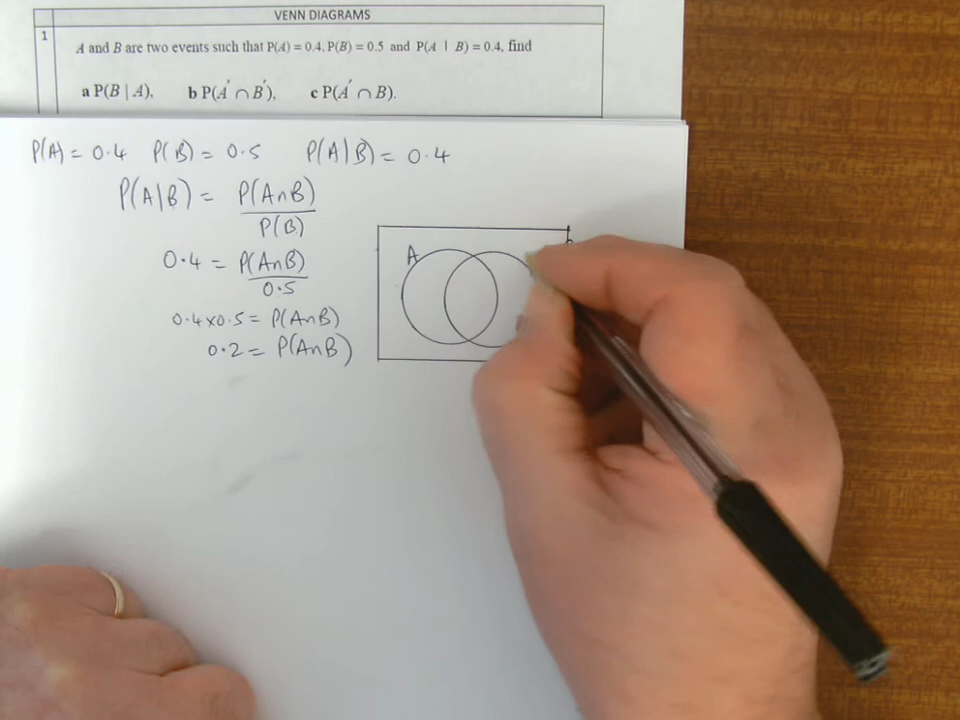 VENN DIAGRAMS
1
A and B are two events such that P(A) = 0.4, P(B) = 0.5 and P(A | B) = 0.4, find
a P(B | A), b P(A′ ∩ B′), c P(A′ ∩ B).
P(A) = 0.4 P(B) = 0.5 P(A|B) = 0.4
P(A|B) = P(A∩B)
P(B)
0.4 = P(A∩B)
0.5
0.4×0.5 = P(A∩B)
0.2 = P(A∩B)
A